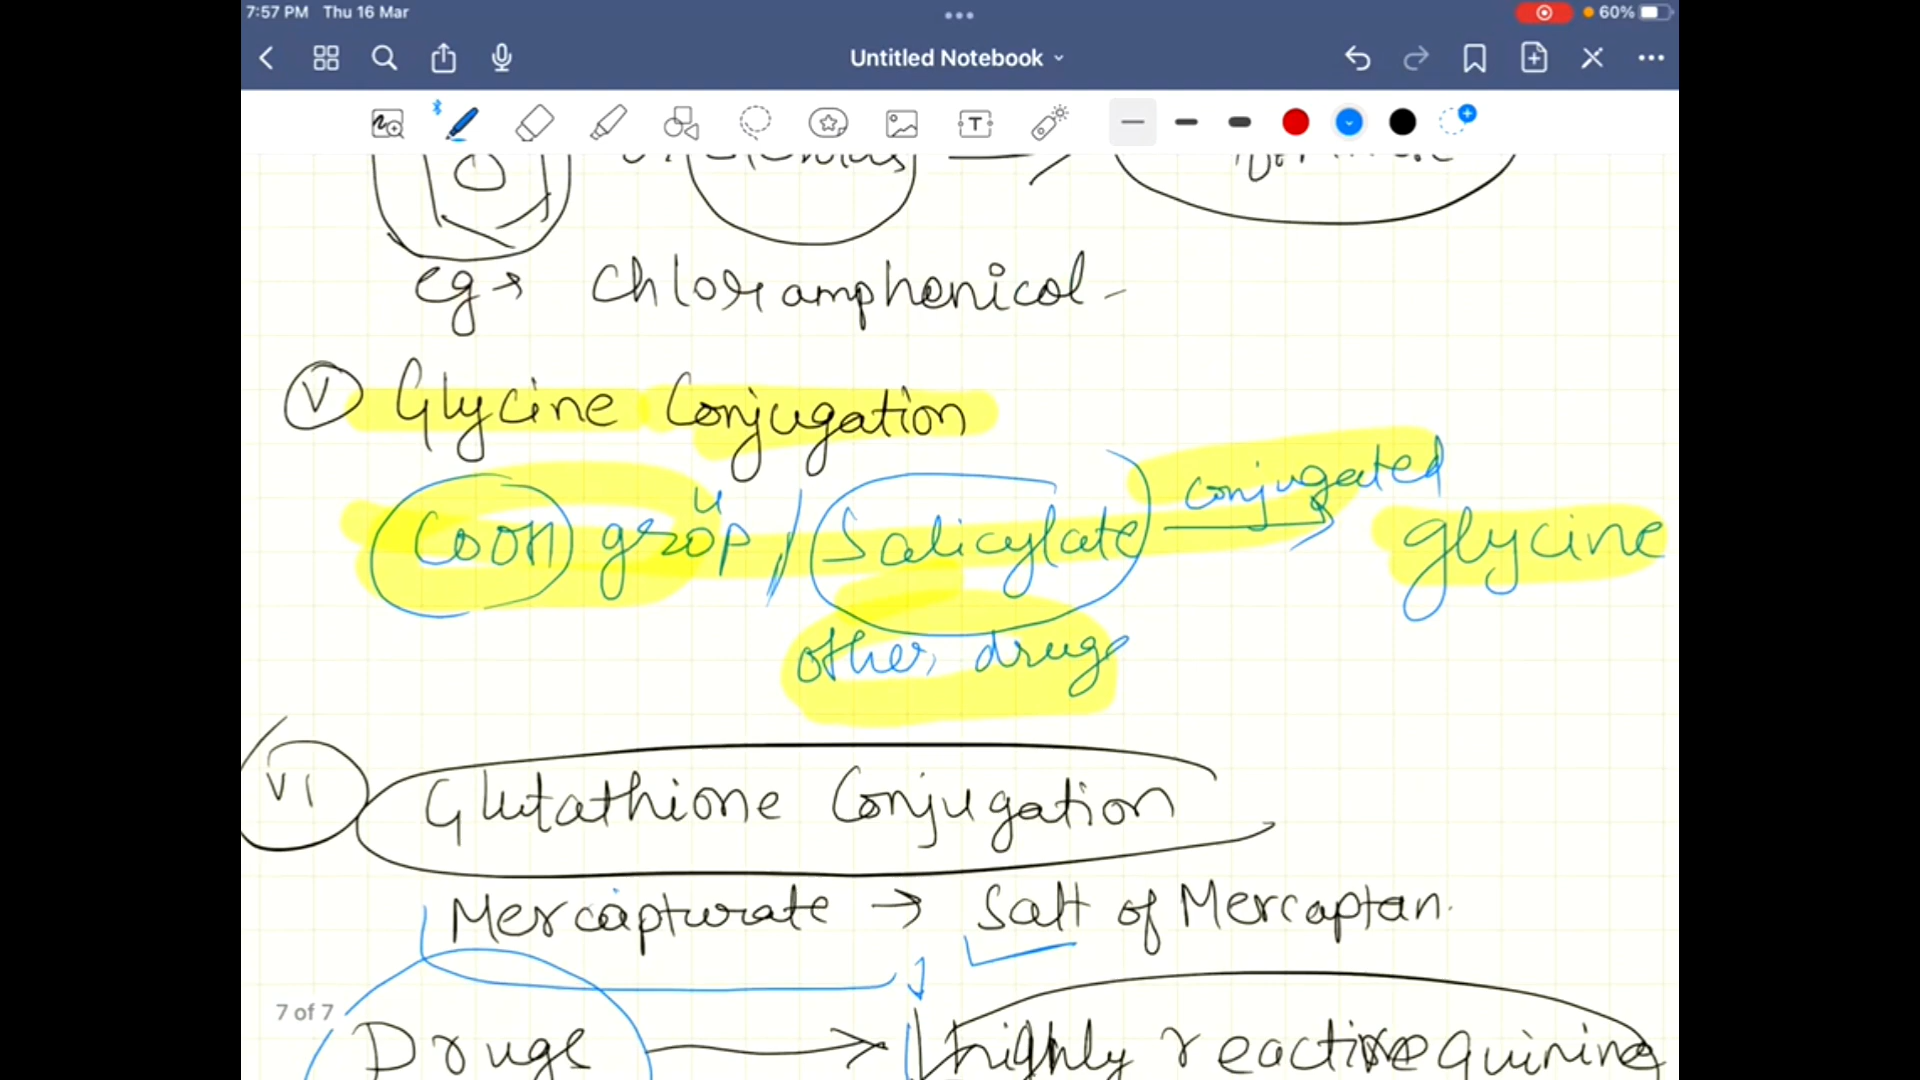 7:57 PM Thu 16 Mar
60%
Untitled Notebook
T
eg → Chloramphenicol -
V Glycine Conjugation
COOH group / Salicylate conjugated → glycine
other drugs
VI Glutathione Conjugation
Mercapturate → Salt of Mercaptan.
7 of 7
Drugs → highly reactive